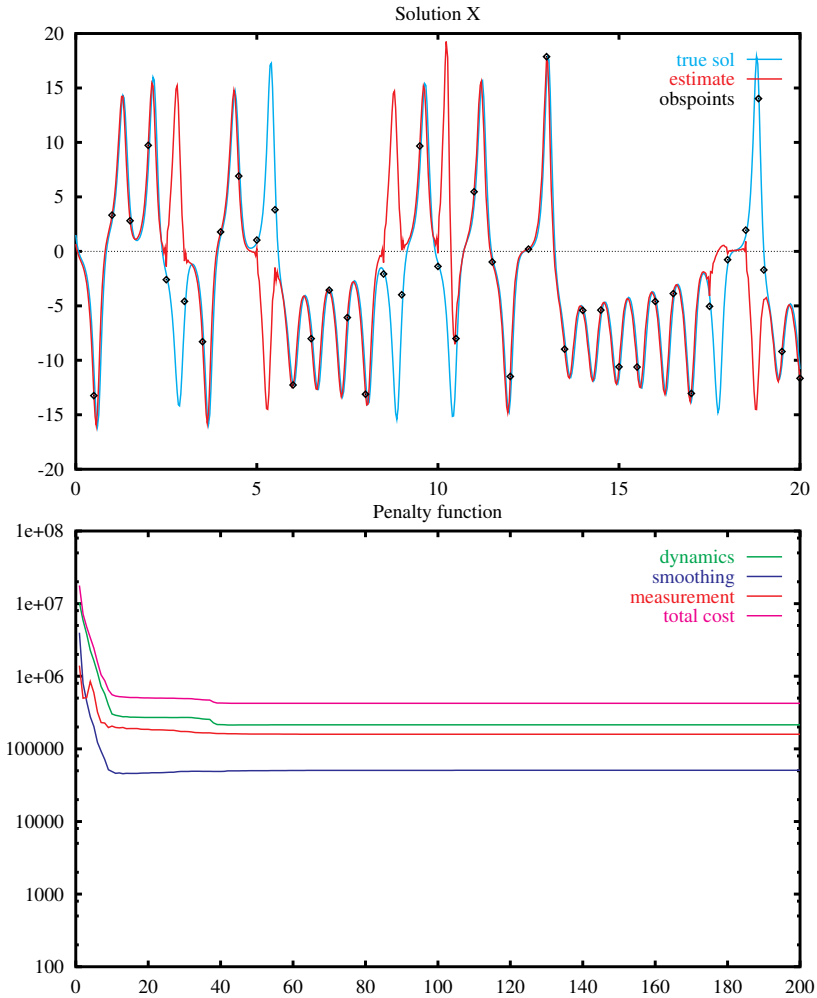 Solution X
20
15
10
5
0
-5
-10
-15
-20
true sol
estimate
obspoints
0 5 10 15 20
Penalty function
1e+08
1e+07
1e+06
100000
10000
1000
100
dynamics
smoothing
measurement
total cost
0 20 40 60 80 100 120 140 160 180 200